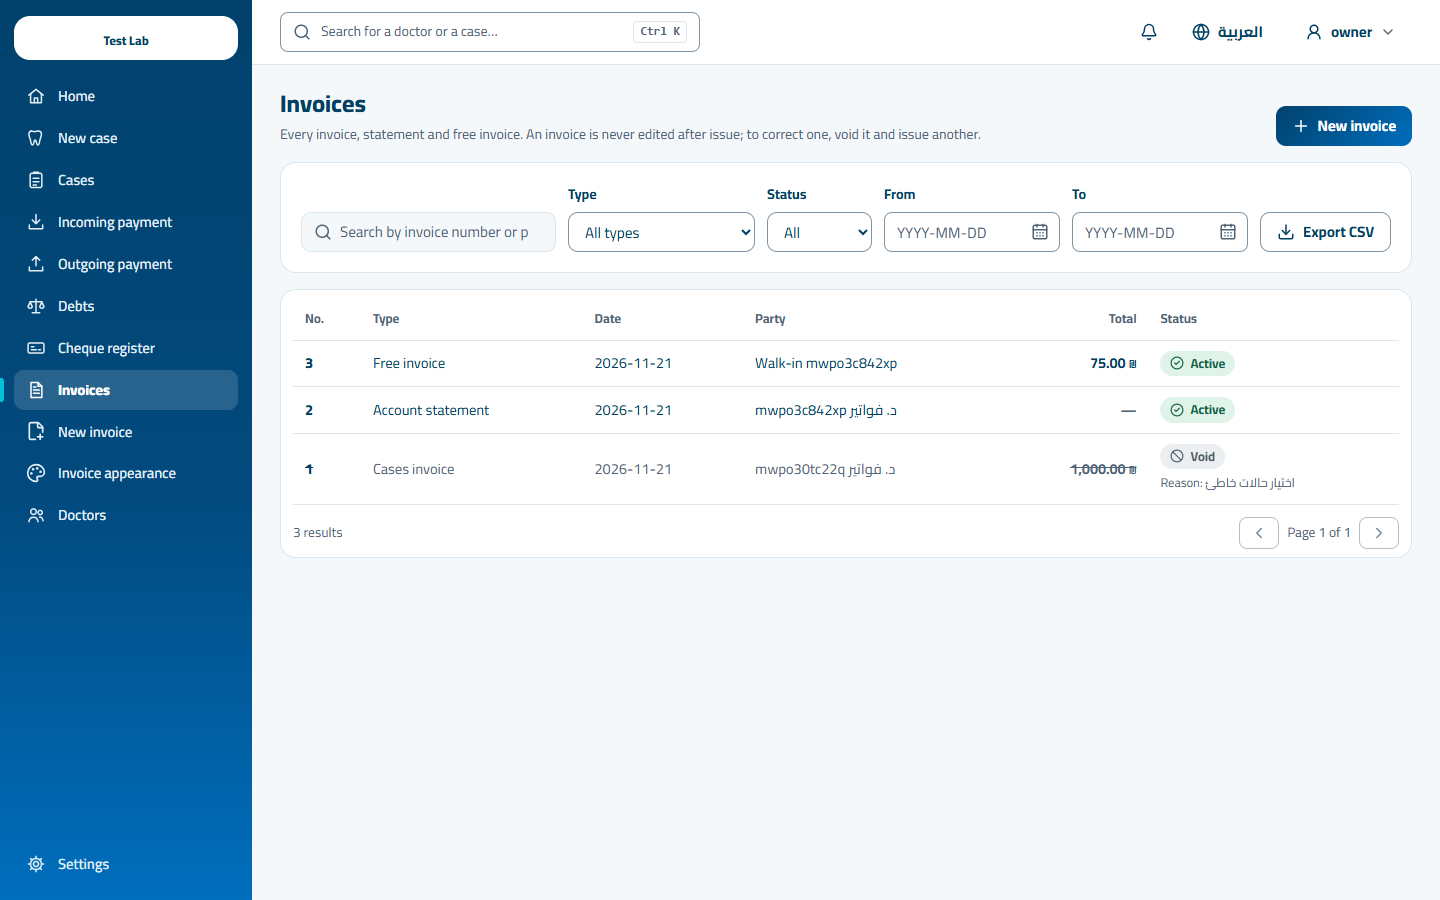 Test Lab
Search for a doctor or a case...
Ctrl K
العربية
owner
Home
New case
Cases
Incoming payment
Outgoing payment
Debts
Cheque register
Invoices
New invoice
Invoice appearance
Doctors
Settings
Invoices
Every invoice, statement and free invoice. An invoice is never edited after issue; to correct one, void it and issue another.
New invoice
Type
Status
From
To
Search by invoice number or p
All types
All
YYYY-MM-DD
YYYY-MM-DD
Export CSV
No. Type Date Party Total Status
3 Free invoice 2026-11-21 Walk-in mwpo3c842xp 75.00 ₪ Active
2 Account statement 2026-11-21 د. فواتير mwpo3c842xp — Active
1 Cases invoice 2026-11-21 د. فواتير mwpo30tc22q 1,000.00 ₪ Void
Reason: اختيار حالات خاطئ
3 results
Page 1 of 1